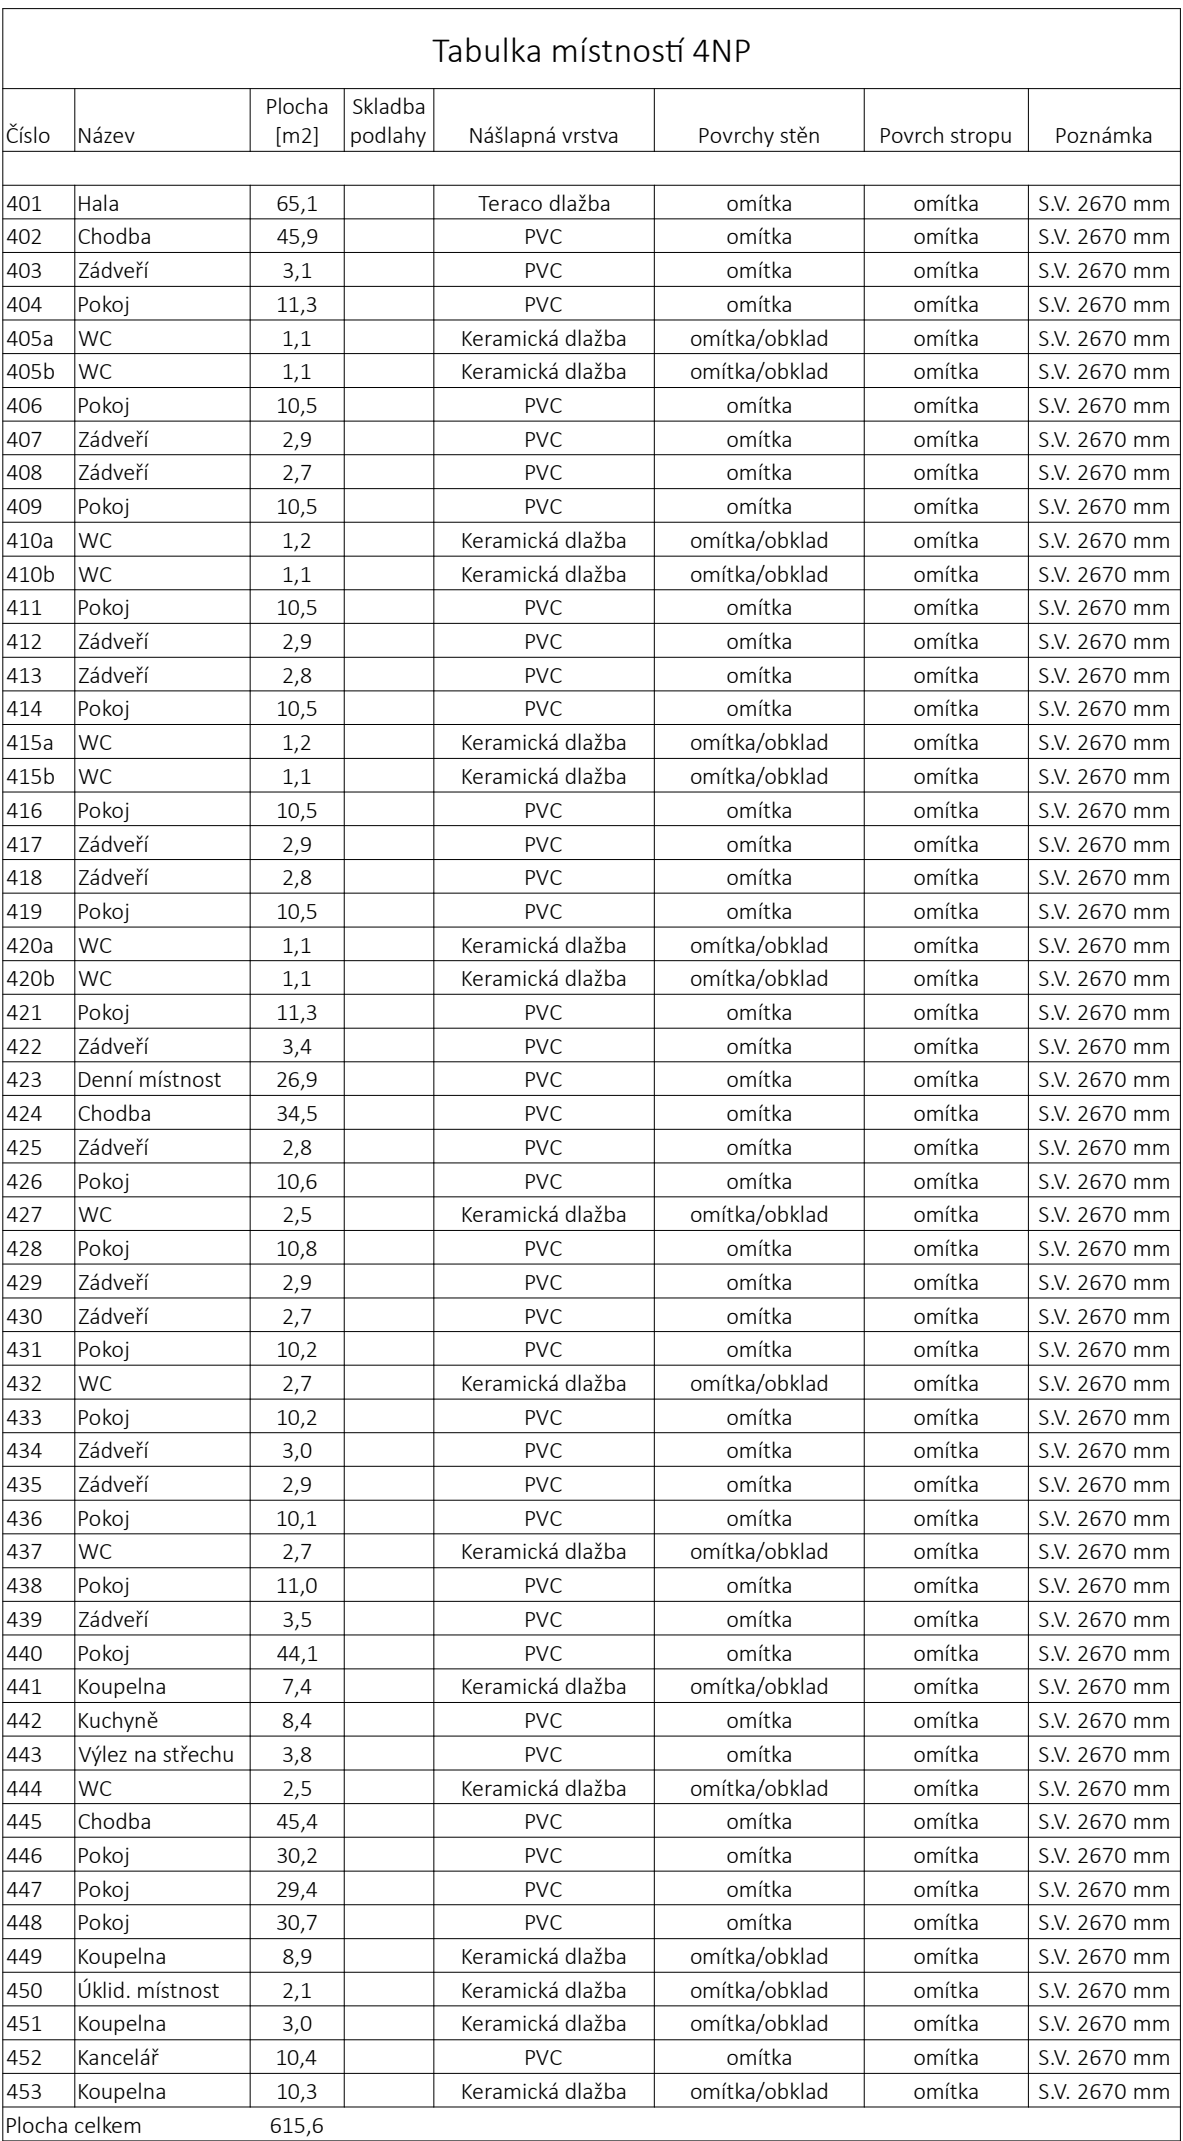 Tabulka místností 4NP
Číslo Název Plocha [m2] Skladba podlahy Nášlapná vrstva Povrchy stěn Povrch stropu Poznámka
401 Hala 65,1 Teraco dlažba omítka omítka S.V. 2670 mm
402 Chodba 45,9 PVC omítka omítka S.V. 2670 mm
403 Zádveří 3,1 PVC omítka omítka S.V. 2670 mm
404 Pokoj 11,3 PVC omítka omítka S.V. 2670 mm
405a WC 1,1 Keramická dlažba omítka/obklad omítka S.V. 2670 mm
405b WC 1,1 Keramická dlažba omítka/obklad omítka S.V. 2670 mm
406 Pokoj 10,5 PVC omítka omítka S.V. 2670 mm
407 Zádveří 2,9 PVC omítka omítka S.V. 2670 mm
408 Zádveří 2,7 PVC omítka omítka S.V. 2670 mm
409 Pokoj 10,5 PVC omítka omítka S.V. 2670 mm
410a WC 1,2 Keramická dlažba omítka/obklad omítka S.V. 2670 mm
410b WC 1,1 Keramická dlažba omítka/obklad omítka S.V. 2670 mm
411 Pokoj 10,5 PVC omítka omítka S.V. 2670 mm
412 Zádveří 2,9 PVC omítka omítka S.V. 2670 mm
413 Zádveří 2,8 PVC omítka omítka S.V. 2670 mm
414 Pokoj 10,5 PVC omítka omítka S.V. 2670 mm
415a WC 1,2 Keramická dlažba omítka/obklad omítka S.V. 2670 mm
415b WC 1,1 Keramická dlažba omítka/obklad omítka S.V. 2670 mm
416 Pokoj 10,5 PVC omítka omítka S.V. 2670 mm
417 Zádveří 2,9 PVC omítka omítka S.V. 2670 mm
418 Zádveří 2,8 PVC omítka omítka S.V. 2670 mm
419 Pokoj 10,5 PVC omítka omítka S.V. 2670 mm
420a WC 1,1 Keramická dlažba omítka/obklad omítka S.V. 2670 mm
420b WC 1,1 Keramická dlažba omítka/obklad omítka S.V. 2670 mm
421 Pokoj 11,3 PVC omítka omítka S.V. 2670 mm
422 Zádveří 3,4 PVC omítka omítka S.V. 2670 mm
423 Denní místnost 26,9 PVC omítka omítka S.V. 2670 mm
424 Chodba 34,5 PVC omítka omítka S.V. 2670 mm
425 Zádveří 2,8 PVC omítka omítka S.V. 2670 mm
426 Pokoj 10,6 PVC omítka omítka S.V. 2670 mm
427 WC 2,5 Keramická dlažba omítka/obklad omítka S.V. 2670 mm
428 Pokoj 10,8 PVC omítka omítka S.V. 2670 mm
429 Zádveří 2,9 PVC omítka omítka S.V. 2670 mm
430 Zádveří 2,7 PVC omítka omítka S.V. 2670 mm
431 Pokoj 10,2 PVC omítka omítka S.V. 2670 mm
432 WC 2,7 Keramická dlažba omítka/obklad omítka S.V. 2670 mm
433 Pokoj 10,2 PVC omítka omítka S.V. 2670 mm
434 Zádveří 3,0 PVC omítka omítka S.V. 2670 mm
435 Zádveří 2,9 PVC omítka omítka S.V. 2670 mm
436 Pokoj 10,1 PVC omítka omítka S.V. 2670 mm
437 WC 2,7 Keramická dlažba omítka/obklad omítka S.V. 2670 mm
438 Pokoj 11,0 PVC omítka omítka S.V. 2670 mm
439 Zádveří 3,5 PVC omítka omítka S.V. 2670 mm
440 Pokoj 44,1 PVC omítka omítka S.V. 2670 mm
441 Koupelna 7,4 Keramická dlažba omítka/obklad omítka S.V. 2670 mm
442 Kuchyně 8,4 PVC omítka omítka S.V. 2670 mm
443 Výlez na střechu 3,8 PVC omítka omítka S.V. 2670 mm
444 WC 2,5 Keramická dlažba omítka/obklad omítka S.V. 2670 mm
445 Chodba 45,4 PVC omítka omítka S.V. 2670 mm
446 Pokoj 30,2 PVC omítka omítka S.V. 2670 mm
447 Pokoj 29,4 PVC omítka omítka S.V. 2670 mm
448 Pokoj 30,7 PVC omítka omítka S.V. 2670 mm
449 Koupelna 8,9 Keramická dlažba omítka/obklad omítka S.V. 2670 mm
450 Úklid. místnost 2,1 Keramická dlažba omítka/obklad omítka S.V. 2670 mm
451 Koupelna 3,0 Keramická dlažba omítka/obklad omítka S.V. 2670 mm
452 Kancelář 10,4 PVC omítka omítka S.V. 2670 mm
453 Koupelna 10,3 Keramická dlažba omítka/obklad omítka S.V. 2670 mm
Plocha celkem 615,6